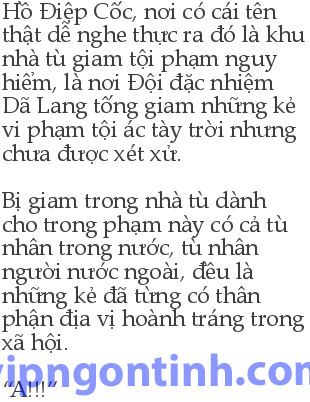 Hồ Điệp Cốc, nơi có cái tên
thật dễ nghe thực ra đó là khu
nhà tù giam tội phạm nguy
hiểm, là nơi Đội đặc nhiệm
Dã Lang tống giam những kẻ
vi phạm tội ác tày trời nhưng
chưa được xét xử.
Bị giam trong nhà tù dành
cho trong phạm này có cả tù
nhân trong nước, tù nhân
người nước ngoài, đều là
những kẻ đã từng có thân
phận địa vị hoành tráng trong
xã hội.
vipngontinh.com
“A!!!”